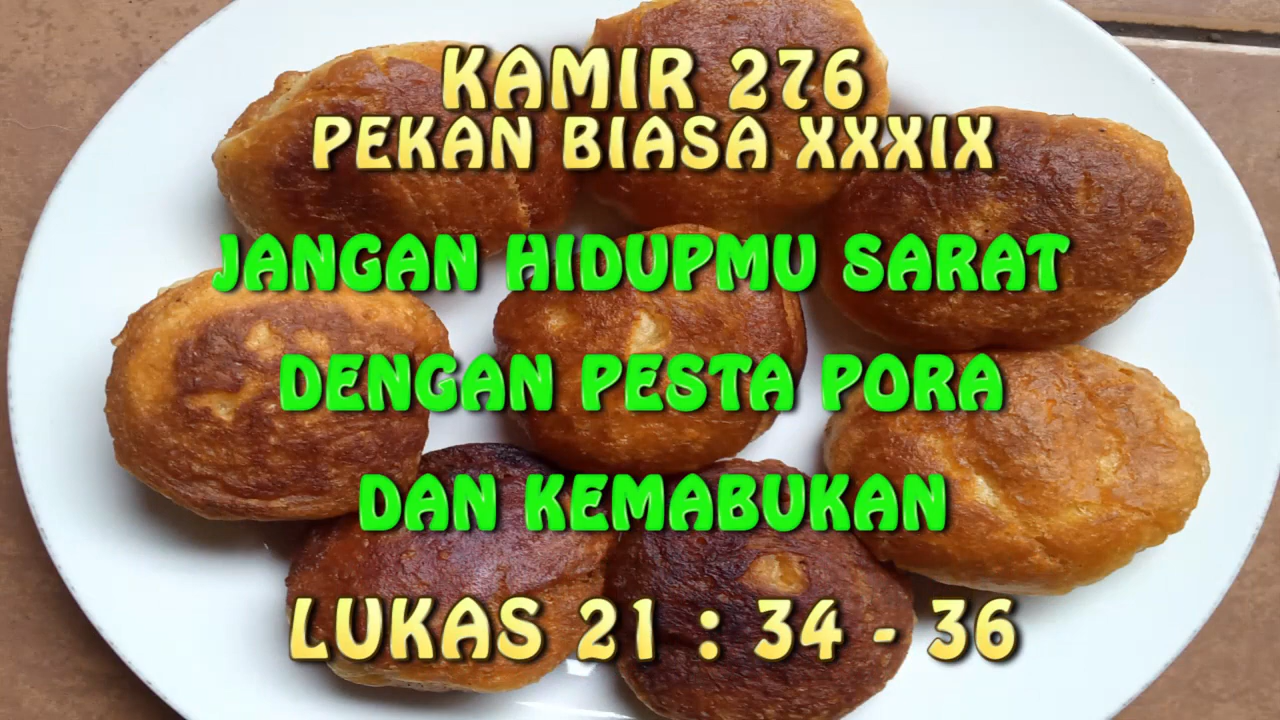 KAMIR 276
PEKAN BIASA XXXIX
JANGAN HIDUPMU SARAT
DENGAN PESTA PORA
DAN KEMABUKAN
LUKAS 21 : 34 - 36